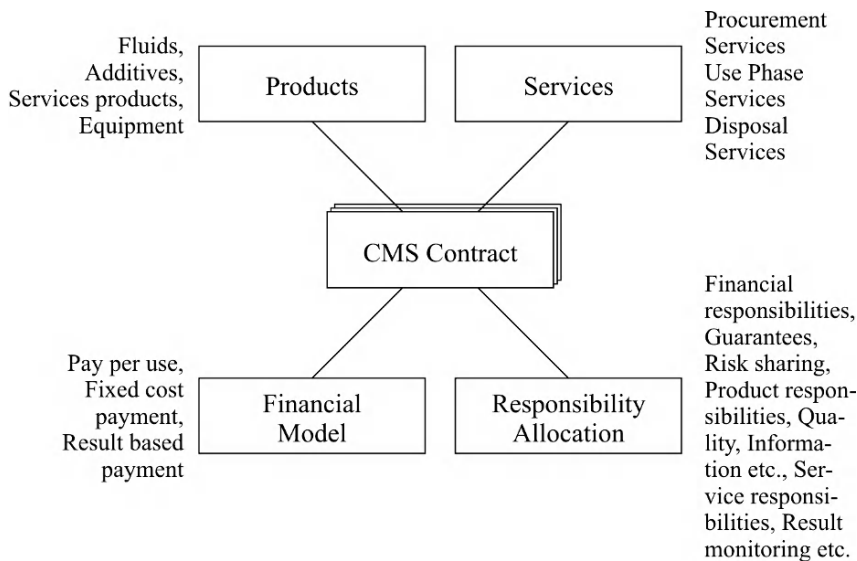 Fluids,
Additives,
Services products,
Equipment
Products
Services
Procurement
Services
Use Phase
Services
Disposal
Services
CMS Contract
Pay per use,
Fixed cost
payment,
Result based
payment
Financial
Model
Responsibility
Allocation
Financial
responsibilities,
Guarantees,
Risk sharing,
Product respon-
sibilities, Qua-
lity, Informa-
tion etc., Ser-
vice responsi-
bilities, Result
monitoring etc.